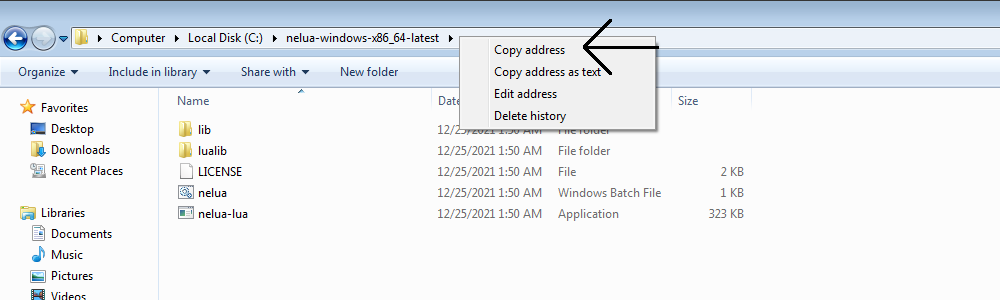 Computer Local Disk (C:) nelua-windows-x86_64-latest
Copy address
Copy address as text
Edit address
Delete history
Organize Include in library Share with New folder
Name Date Size
Favorites
Desktop
Downloads
Recent Places
Libraries
Documents
Music
Pictures
Videos
lib 12/25/2021 1:50 AM File folder
lualib 12/25/2021 1:50 AM File folder
LICENSE 12/25/2021 1:50 AM File 2 KB
nelua 12/25/2021 1:50 AM Windows Batch File 1 KB
nelua-lua 12/25/2021 1:50 AM Application 323 KB